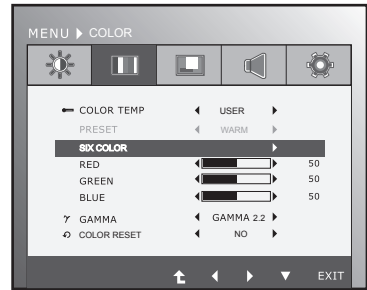 MENU COLOR
COLOR TEMP USER
PRESET WARM
SIX COLOR
RED 50
GREEN 50
BLUE 50
γ GAMMA GAMMA 2.2
COLOR RESET NO
EXIT